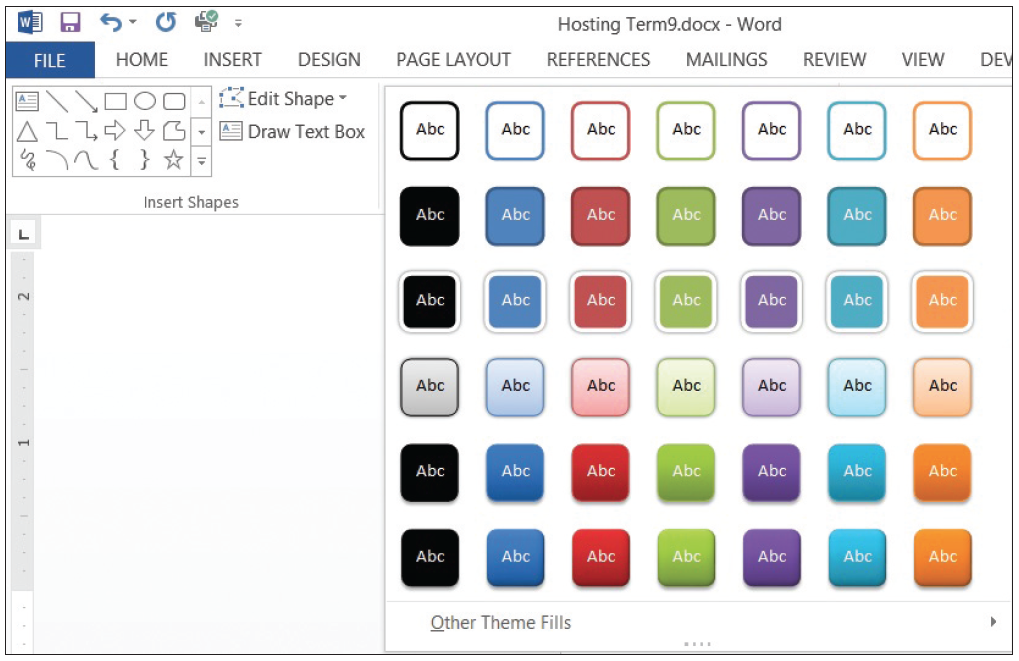 Hosting Term9.docx - Word
FILE HOME INSERT DESIGN PAGE LAYOUT REFERENCES MAILINGS REVIEW VIEW DEV
Edit Shape
Draw Text Box
Insert Shapes
L
2
1
Abc Abc Abc Abc Abc Abc Abc
Abc Abc Abc Abc Abc Abc Abc
Abc Abc Abc Abc Abc Abc Abc
Abc Abc Abc Abc Abc Abc Abc
Abc Abc Abc Abc Abc Abc Abc
Abc Abc Abc Abc Abc Abc Abc
Other Theme Fills